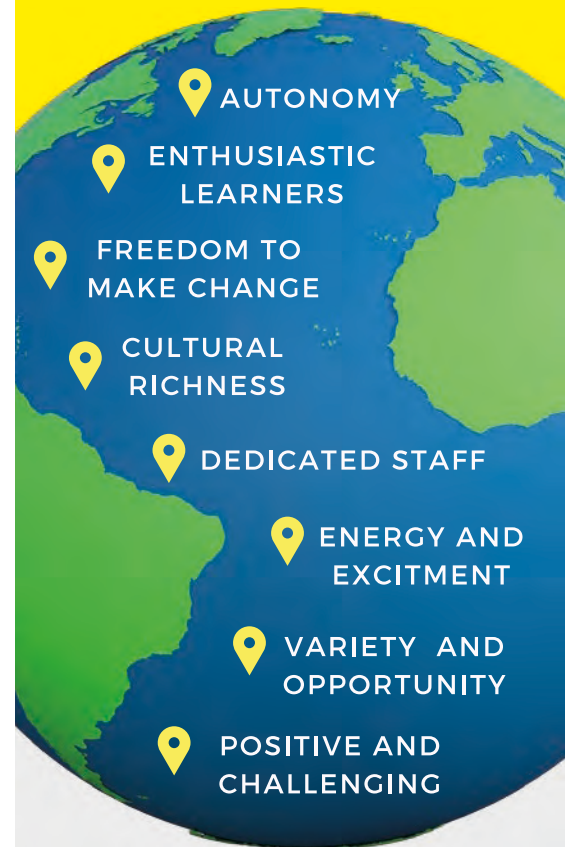 AUTONOMY
ENTHUSIASTIC
LEARNERS
FREEDOM TO
MAKE CHANGE
CULTURAL
RICHNESS
DEDICATED STAFF
ENERGY AND
EXCITMENT
VARIETY AND
OPPORTUNITY
POSITIVE AND
CHALLENGING